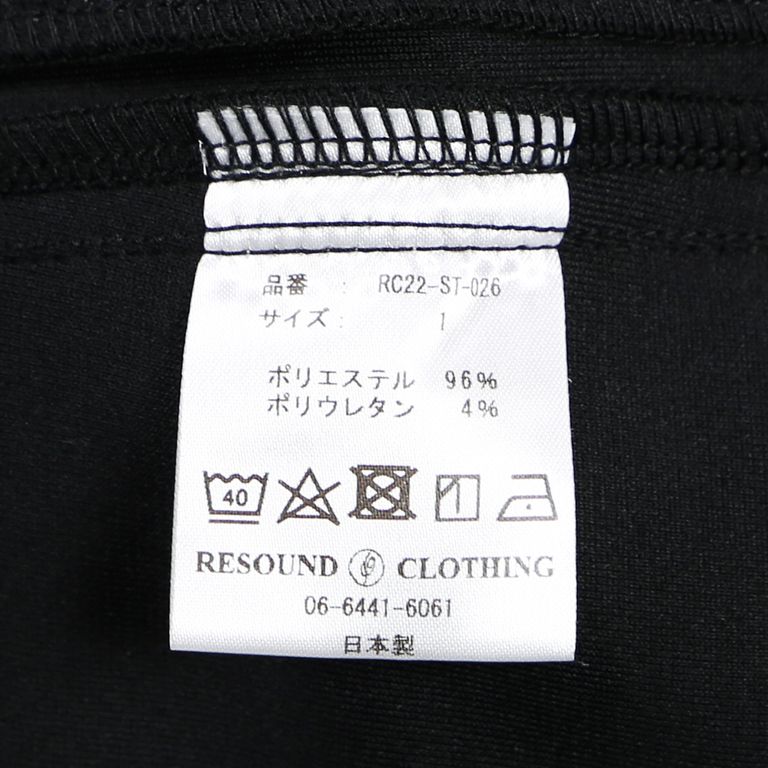 品番 : RC22-ST-026
サイズ: 1
ポリエステル 96%
ポリウレタン 4%
40
RESOUND CLOTHING
06-6441-6061
日本製